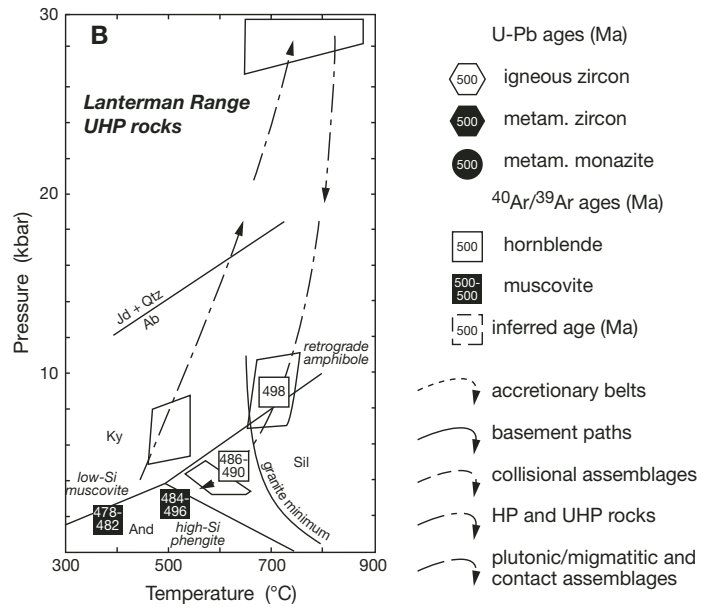 B
Lanterman Range
UHP rocks
30
20
10
Pressure (kbar)
Jd + Qtz
Ab
retrograde
amphibole
498
Ky
486-
490
Sil
granite minimum
low-Si
muscovite
478-
482
484-
496
And
high-Si
phengite
300
500
700
900
Temperature (°C)
U-Pb ages (Ma)
500 igneous zircon
500 metam. zircon
500 metam. monazite
40Ar/39Ar ages (Ma)
500 hornblende
500-
500
muscovite
500 inferred age (Ma)
accretionary belts
basement paths
collisional assemblages
HP and UHP rocks
plutonic/migmatitic and
contact assemblages